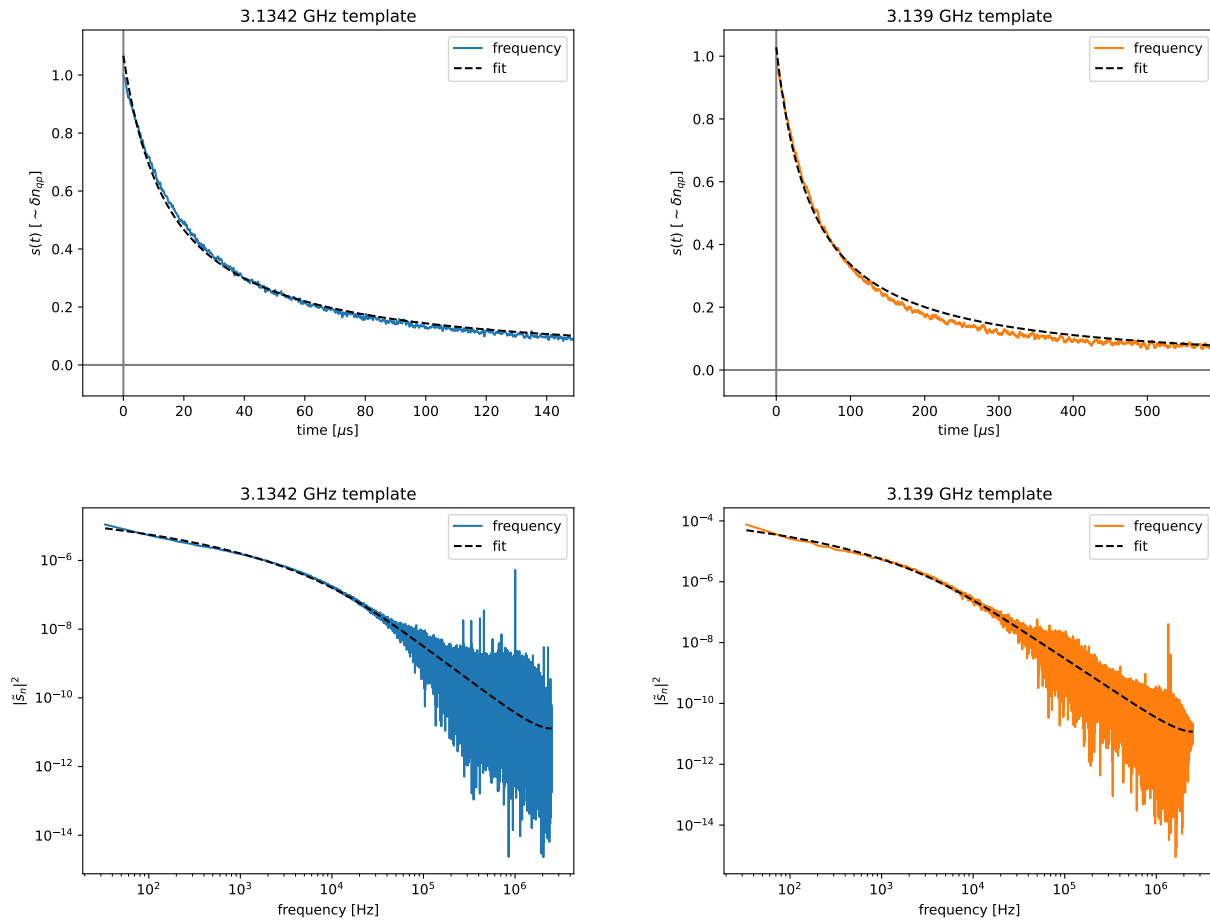 3.1342 GHz template
frequency
fit
1.0
0.8
0.6
0.4
0.2
0.0
s(t) [ ~ δn_{qp}]
0 20 40 60 80 100 120 140
time [μs]
3.139 GHz template
frequency
fit
1.0
0.8
0.6
0.4
0.2
0.0
s(t) [ ~ δn_{qp}]
0 100 200 300 400 500
time [μs]
3.1342 GHz template
frequency
fit
10^{−6}
10^{−8}
10^{−10}
10^{−12}
10^{−14}
|s̃_n|^2
10^2 10^3 10^4 10^5 10^6
frequency [Hz]
3.139 GHz template
frequency
fit
10^{−4}
10^{−6}
10^{−8}
10^{−10}
10^{−12}
10^{−14}
|s̃_n|^2
10^2 10^3 10^4 10^5 10^6
frequency [Hz]